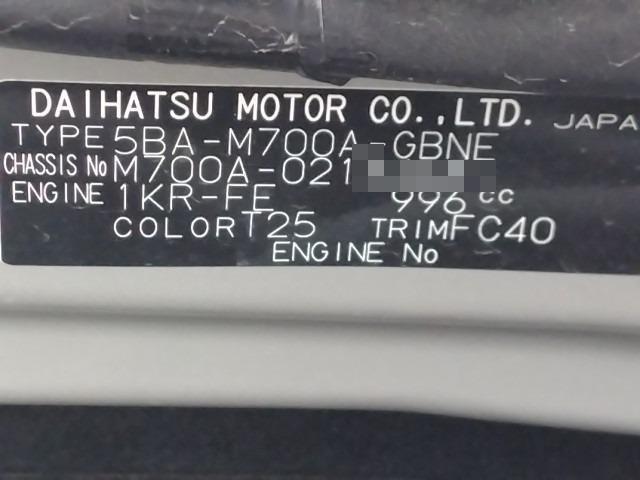 DAIHATSU MOTOR CO.,LTD. JAPA
TYPE 5BA-M700A-GBNE
CHASSIS No M700A-021
ENGINE 1KR-FE 996 cc
COLOR T25 TRIM FC40
ENGINE No